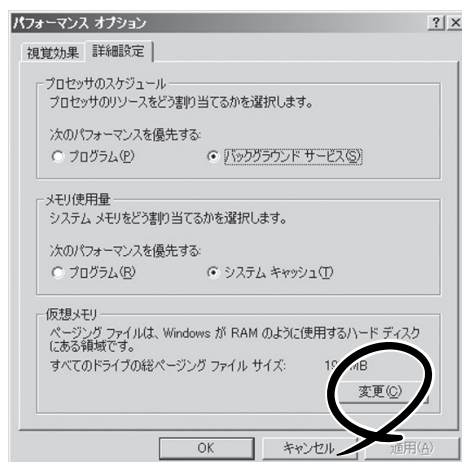 パフォーマンス オプション
視覚効果 詳細設定
プロセッサのスケジュール
プロセッサのリソースをどう割り当てるかを選択します。
次のパフォーマンスを優先する:
プログラム(P) バックグラウンド サービス(S)
メモリ使用量
システム メモリをどう割り当てるかを選択します。
次のパフォーマンスを優先する:
プログラム(R) システム キャッシュ(T)
仮想メモリ
ページング ファイルは、Windows が RAM のように使用するハード ディスク
にある領域です。
すべてのドライブの総ページング ファイル サイズ: MB
変更(C)
OK キャンセル 適用(A)